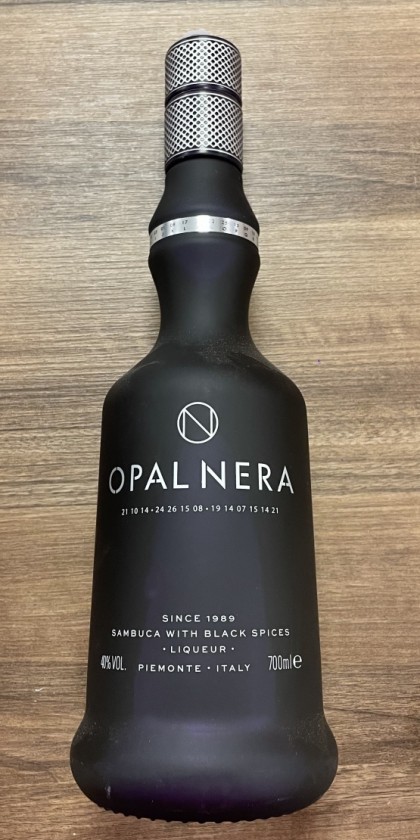 N
OPAL NERA
21 10 14 • 24 26 15 08 • 19 14 07 15 14 21
SINCE 1989
SAMBUCA WITH BLACK SPICES
• LIQUEUR •
40% VOL. PIEMONTE • ITALY 700ml ℮